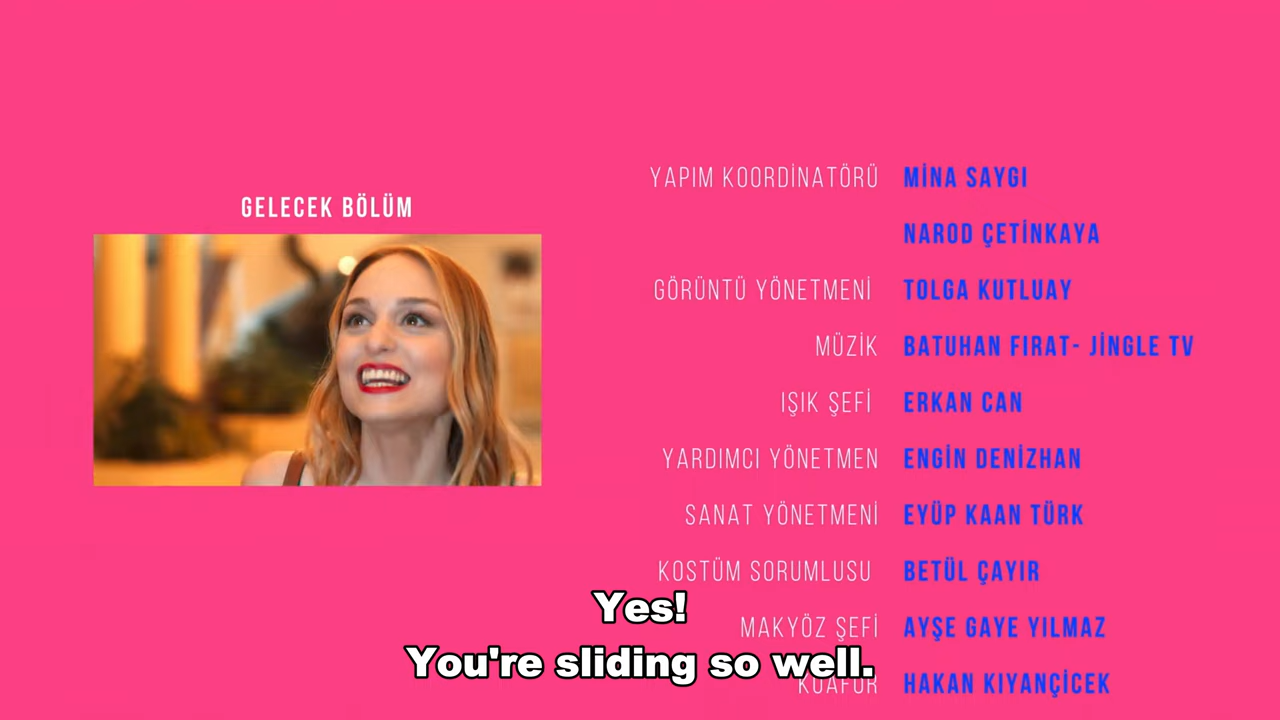 GELECEK BÖLÜM
YAPIM KOORDİNATÖRÜ MİNA SAYGI
NAROD ÇETİNKAYA
GÖRÜNTÜ YÖNETMENİ TOLGA KUTLUAY
MÜZİK BATUHAN FIRAT- JİNGLE TV
IŞIK ŞEFİ ERKAN CAN
YARDIMCI YÖNETMEN ENGİN DENİZHAN
SANAT YÖNETMENİ EYÜP KAAN TÜRK
KOSTÜM SORUMLUSU BETÜL ÇAYIR
MAKYÖZ ŞEFİ AYŞE GAYE YILMAZ
KUAFÖR HAKAN KIYANÇİCEK
Yes!
You're sliding so well.